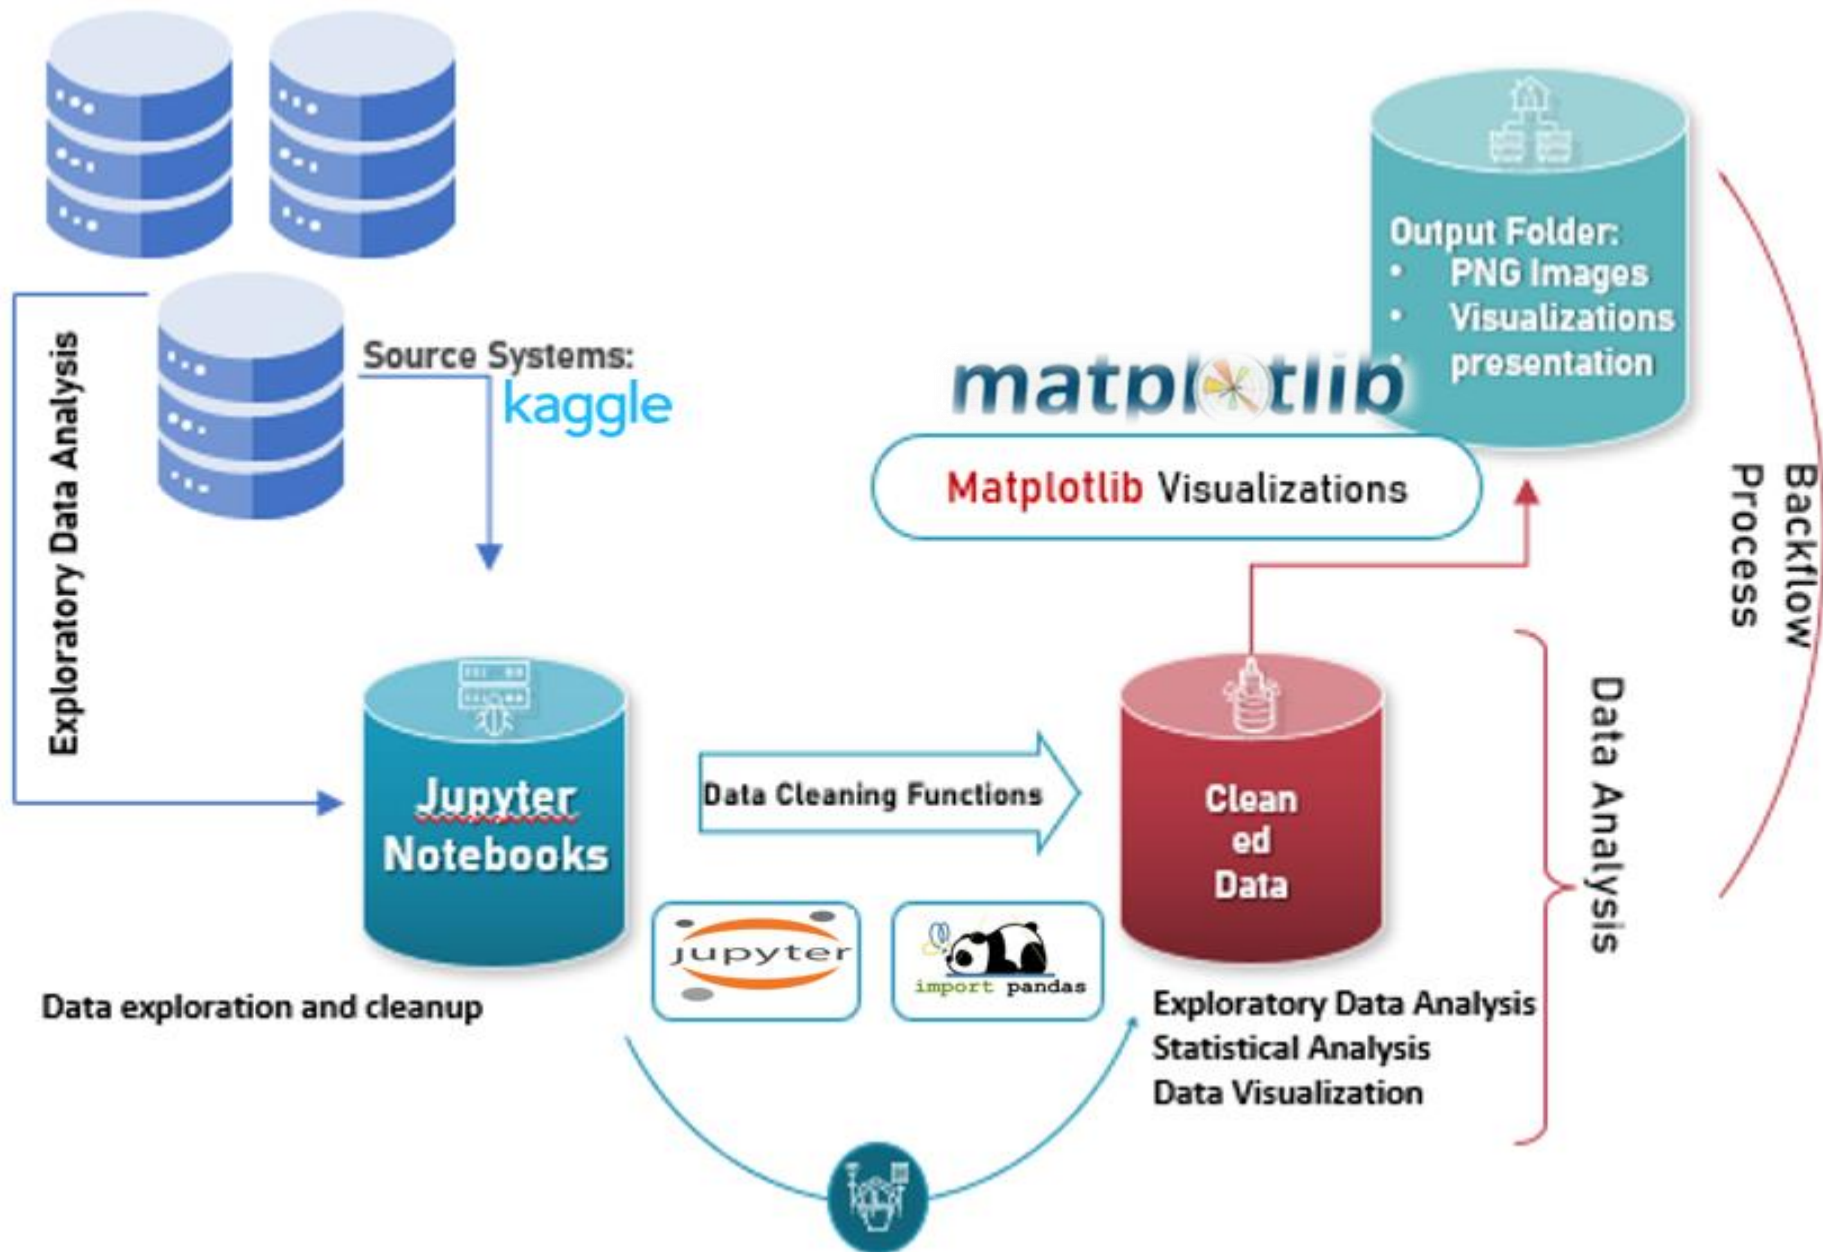 Exploratory Data Analysis
Source Systems:
kaggle
Output Folder:
• PNG Images
• Visualizations
• presentation
matplotlib
Matplotlib Visualizations
Backflow
Process
Jupyter
Notebooks
Data Cleaning Functions
Clean
ed
Data
Data Analysis
jupyter
import pandas
Data exploration and cleanup
Exploratory Data Analysis
Statistical Analysis
Data Visualization